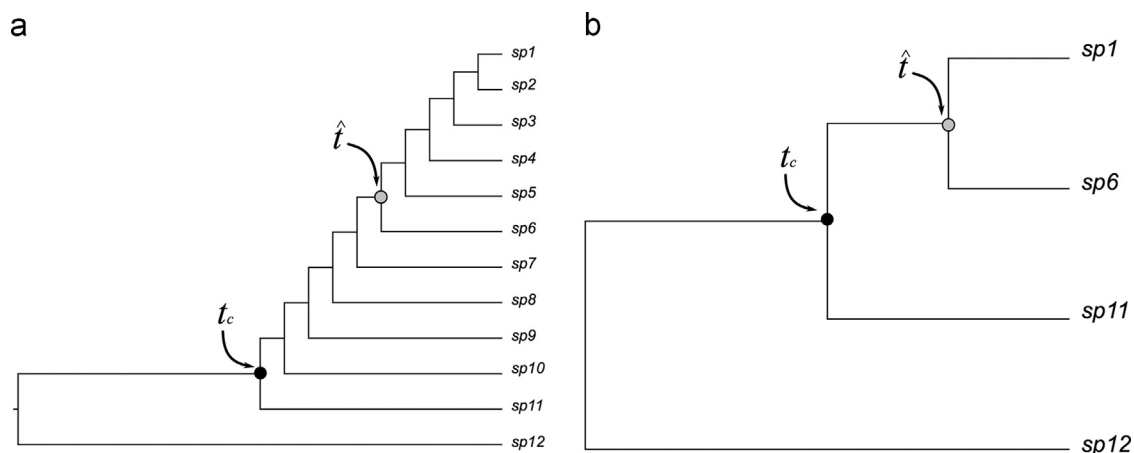 a
sp1
sp2
sp3
sp4
t̂
sp5
sp6
sp7
sp8
sp9
t_c
sp10
sp11
sp12
b
sp1
t̂
t_c
sp6
sp11
sp12